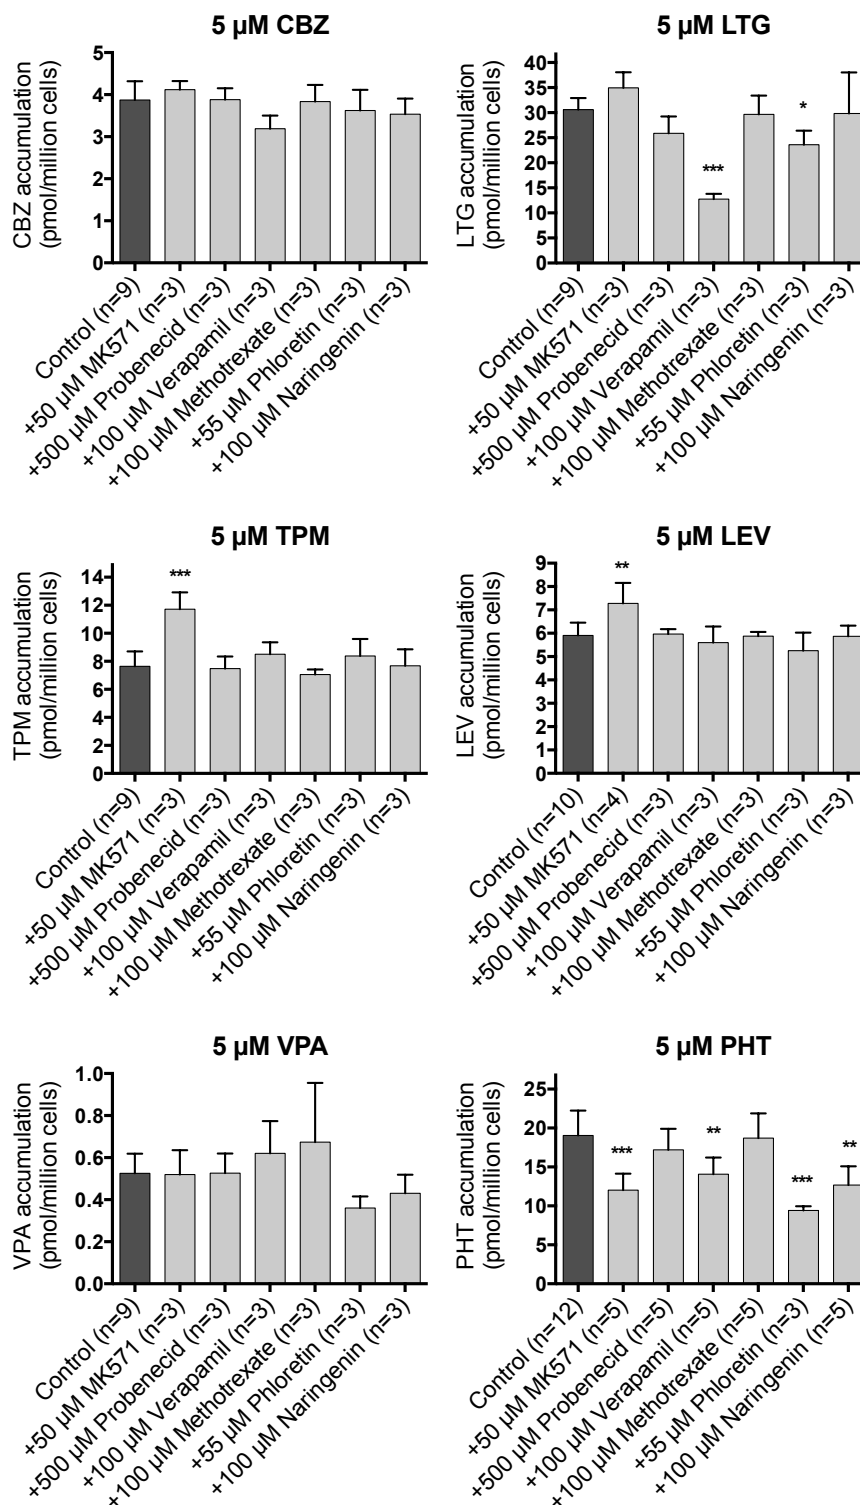 5 µM CBZ
CBZ accumulation
(pmol/million cells)
5
4
3
2
1
0
Control (n=9)
+50 µM MK571 (n=3)
+500 µM Probenecid (n=3)
+100 µM Verapamil (n=3)
+100 µM Methotrexate (n=3)
+55 µM Phloretin (n=3)
+100 µM Naringenin (n=3)
5 µM LTG
LTG accumulation
(pmol/million cells)
40
35
30
25
20
15
10
5
0
***
*
Control (n=9)
+50 µM MK571 (n=3)
+500 µM Probenecid (n=3)
+100 µM Verapamil (n=3)
+100 µM Methotrexate (n=3)
+55 µM Phloretin (n=3)
+100 µM Naringenin (n=3)
5 µM TPM
TPM accumulation
(pmol/million cells)
14
12
10
8
6
4
2
0
***
Control (n=9)
+50 µM MK571 (n=3)
+500 µM Probenecid (n=3)
+100 µM Verapamil (n=3)
+100 µM Methotrexate (n=3)
+55 µM Phloretin (n=3)
+100 µM Naringenin (n=3)
5 µM LEV
LEV accumulation
(pmol/million cells)
9
8
7
6
5
4
3
2
1
0
**
Control (n=10)
+50 µM MK571 (n=4)
+500 µM Probenecid (n=3)
+100 µM Verapamil (n=3)
+100 µM Methotrexate (n=3)
+55 µM Phloretin (n=3)
+100 µM Naringenin (n=3)
5 µM VPA
VPA accumulation
(pmol/million cells)
1.0
0.8
0.6
0.4
0.2
0.0
Control (n=9)
+50 µM MK571 (n=3)
+500 µM Probenecid (n=3)
+100 µM Verapamil (n=3)
+100 µM Methotrexate (n=3)
+55 µM Phloretin (n=3)
+100 µM Naringenin (n=3)
5 µM PHT
PHT accumulation
(pmol/million cells)
25
20
15
10
5
0
***
**
***
**
Control (n=12)
+50 µM MK571 (n=5)
+500 µM Probenecid (n=5)
+100 µM Verapamil (n=5)
+100 µM Methotrexate (n=5)
+55 µM Phloretin (n=3)
+100 µM Naringenin (n=5)